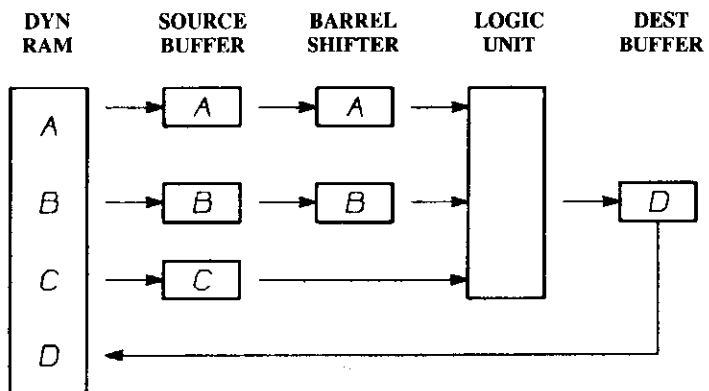 DYN SOURCE BARREL LOGIC DEST
RAM BUFFER SHIFTER UNIT BUFFER
A A A
B B B D
C C
D